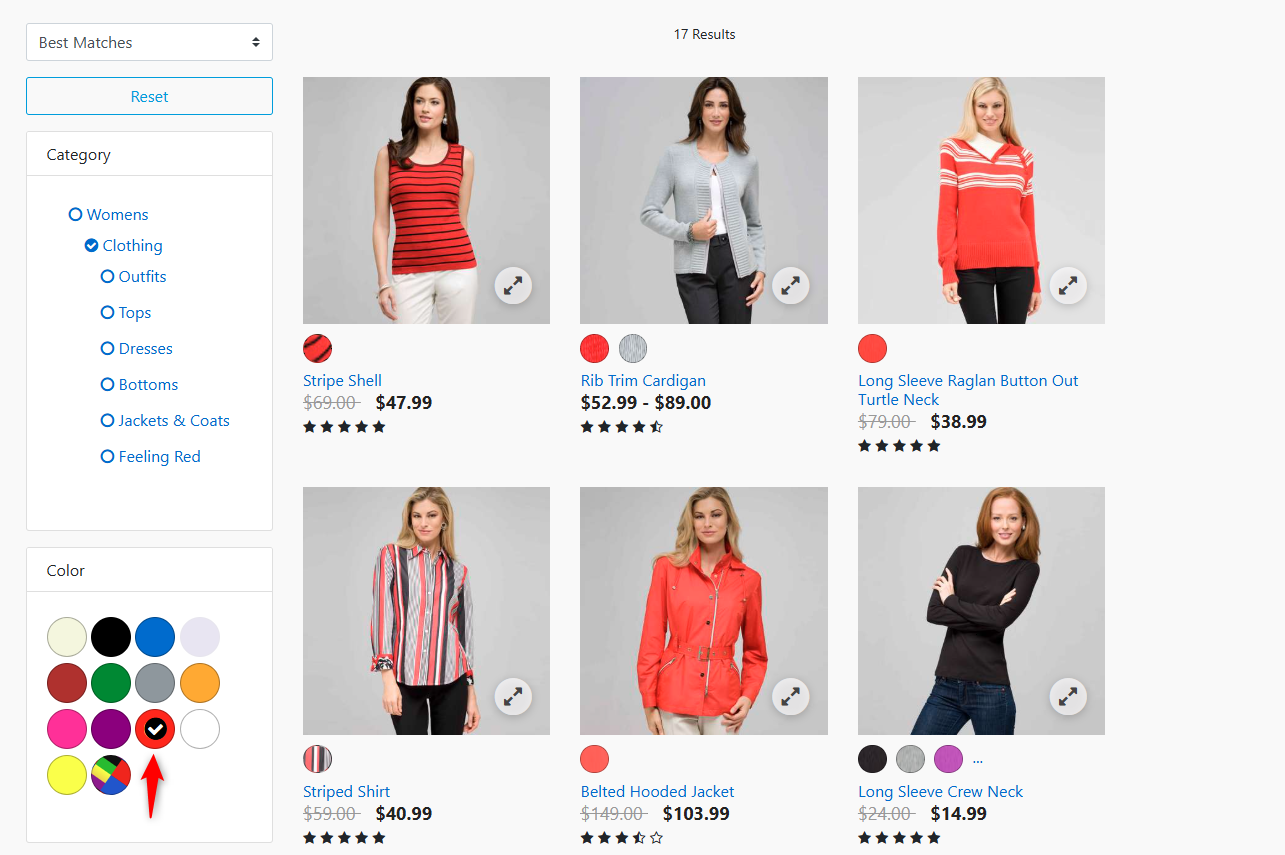 Best Matches
17 Results
Reset
Category
Womens
Clothing
Outfits
Tops
Dresses
Bottoms
Jackets & Coats
Feeling Red
Color
Stripe Shell
$69.00 $47.99
Rib Trim Cardigan
$52.99 - $89.00
Long Sleeve Raglan Button Out
Turtle Neck
$79.00 $38.99
Striped Shirt
$59.00 $40.99
Belted Hooded Jacket
$149.00 $103.99
...
Long Sleeve Crew Neck
$24.00 $14.99